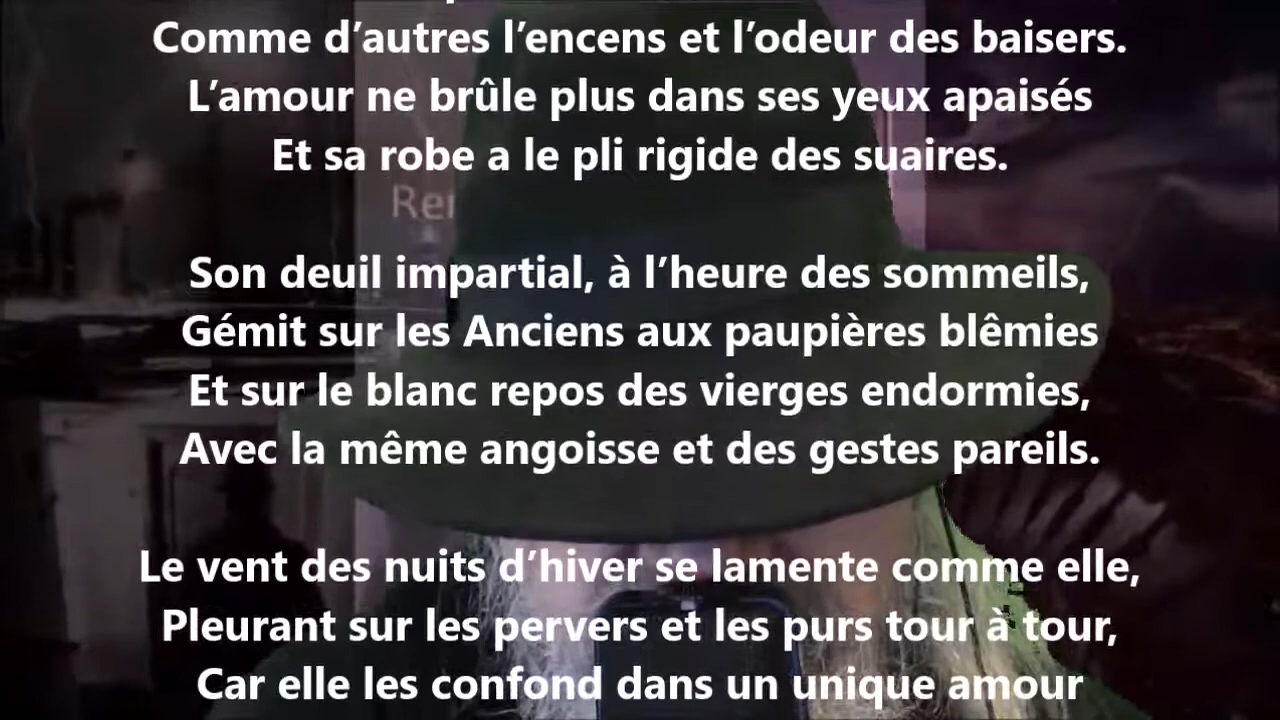 Comme d’autres l’encens et l’odeur des baisers.
L’amour ne brûle plus dans ses yeux apaisés
Et sa robe a le pli rigide des suaires.
Son deuil impartial, à l’heure des sommeils,
Gémit sur les Anciens aux paupières blêmies
Et sur le blanc repos des vierges endormies,
Avec la même angoisse et des gestes pareils.
Le vent des nuits d’hiver se lamente comme elle,
Pleurant sur les pervers et les purs tour à tour,
Car elle les confond dans un unique amour